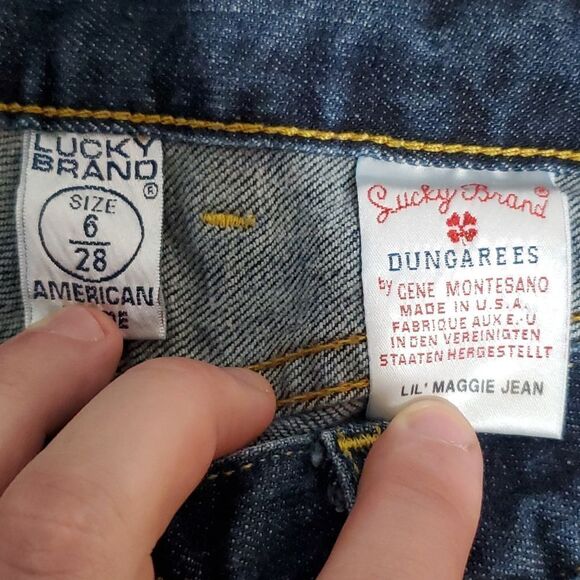 LUCKY
BRAND®
SIZE
6
28
AMERICAN
Lucky Brand®
DUNGAREES
by GENE MONTESANO
MADE IN U.S.A.
FABRIQUE AUX E.-U
IN DEN VEREINIGTEN
STAATEN HERGESTELLT
LIL' MAGGIE JEAN